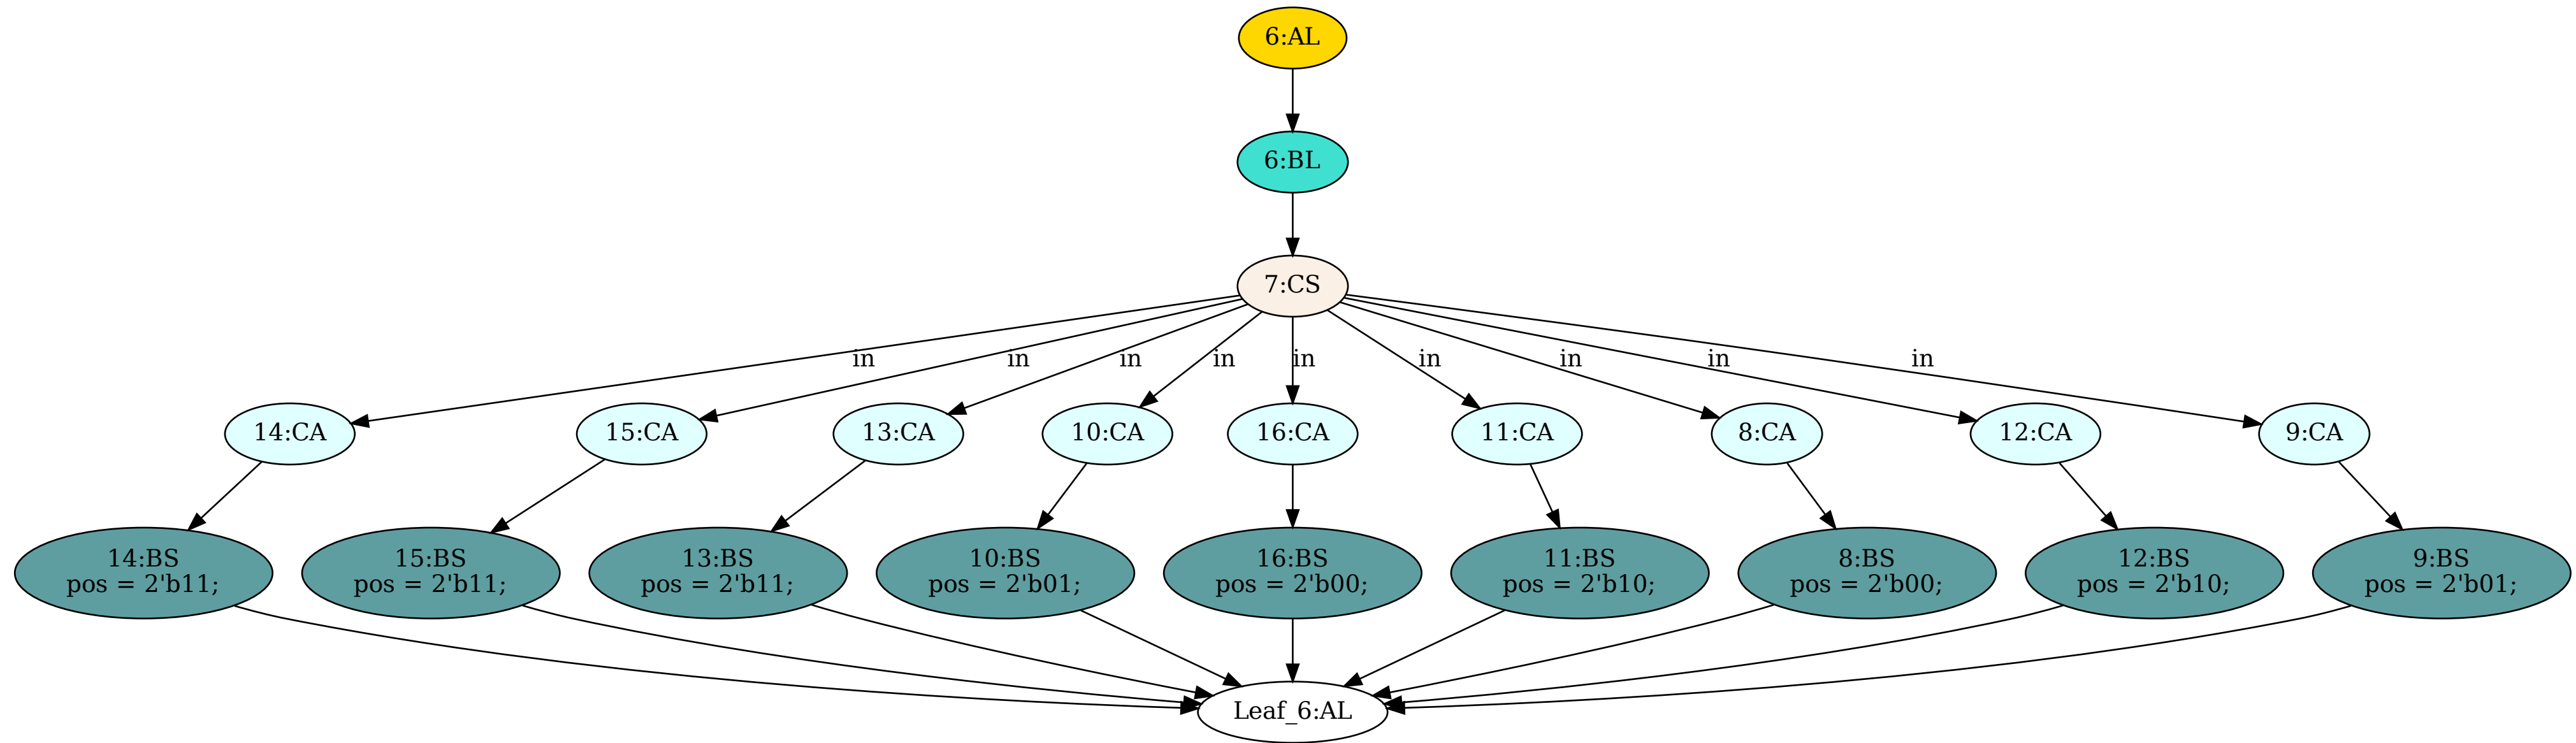 6:AL
6:BL
7:CS
in
in
in
in
in
in
in
in
in
14:CA
15:CA
13:CA
10:CA
16:CA
11:CA
8:CA
12:CA
9:CA
14:BS
pos = 2'b11;
15:BS
pos = 2'b11;
13:BS
pos = 2'b11;
10:BS
pos = 2'b01;
16:BS
pos = 2'b00;
11:BS
pos = 2'b10;
8:BS
pos = 2'b00;
12:BS
pos = 2'b10;
9:BS
pos = 2'b01;
Leaf_6:AL